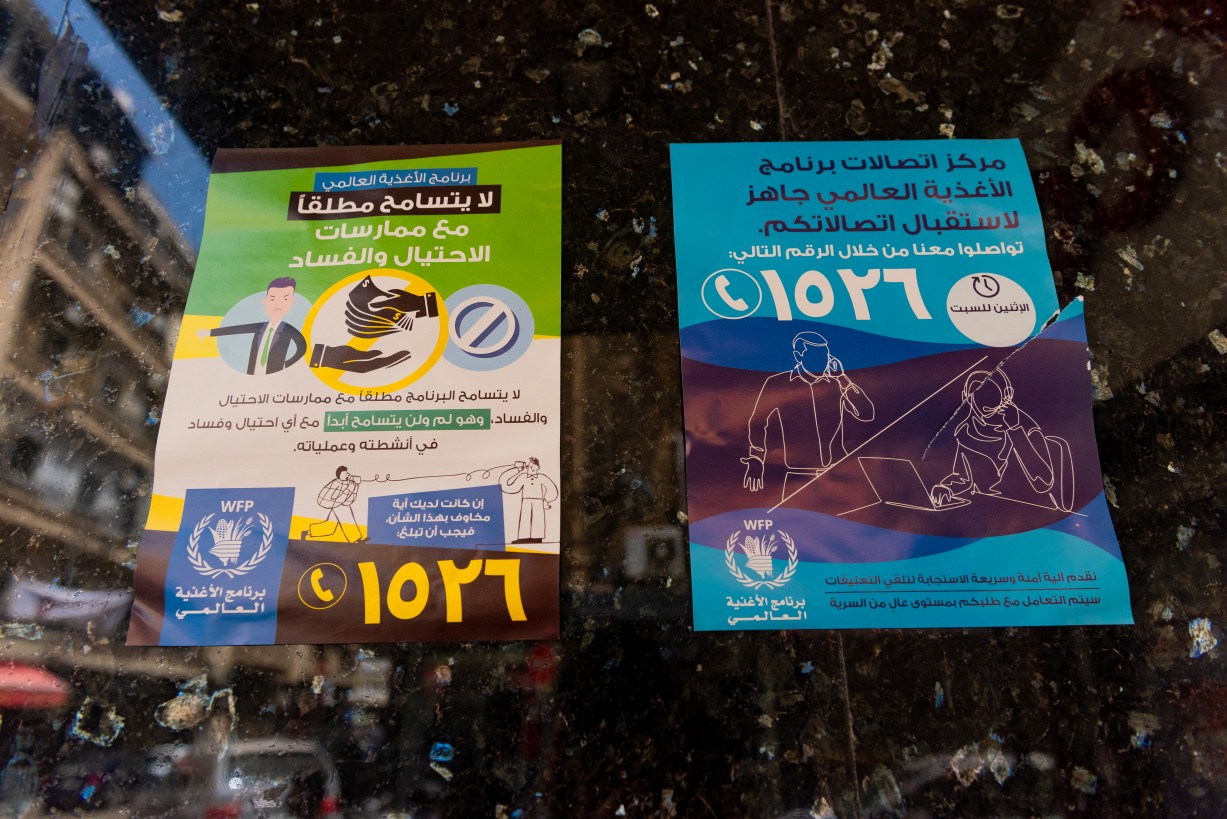 برنامج الأغذية العالمي
لا يتسامح مطلقاً
مع ممارسات
الاحتيال والفساد
لا يتسامح البرنامج مطلقاً مع ممارسات الاحتيال
والفساد، وهو لم ولن يتسامح أبداً مع أي احتيال وفساد
في أنشطته وعملياته.
إن كانت لديك أية
مخاوف بهذا الشأن،
فيجب أن تبلغ:
WFP
برنامج الأغذية
العالمي
١٥٢٦
مركز اتصالات برنامج
الأغذية العالمي جاهز
لاستقبال اتصالاتكم.
تواصلوا معنا من خلال الرقم التالي:
١٥٢٦
الإثنين للسبت
WFP
برنامج الأغذية
العالمي
نقدم آلية آمنة وسريعة الاستجابة لتلقي التعليقات
سيتم التعامل مع طلبكم بمستوى عالٍ من السرية